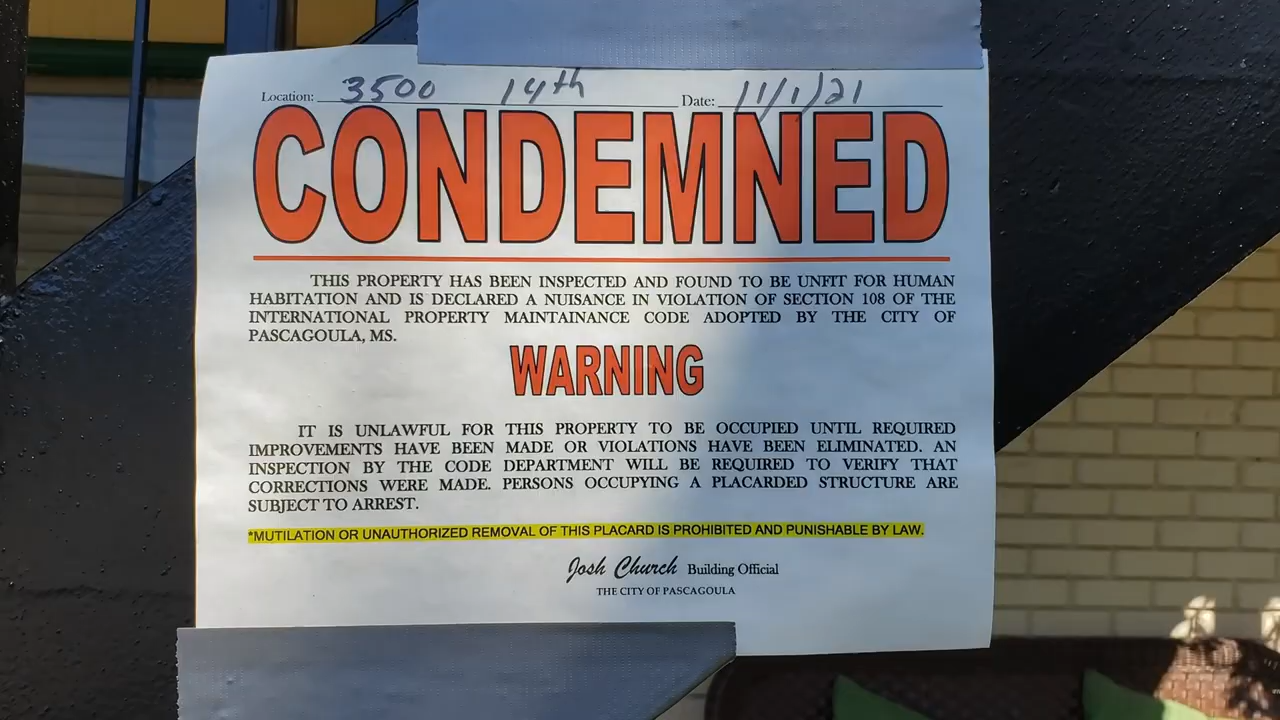 Location: 3500 14th Date: 11/1/21
CONDEMNED
THIS PROPERTY HAS BEEN INSPECTED AND FOUND TO BE UNFIT FOR HUMAN
HABITATION AND IS DECLARED A NUISANCE IN VIOLATION OF SECTION 108 OF THE
INTERNATIONAL PROPERTY MAINTAINANCE CODE ADOPTED BY THE CITY OF
PASCAGOULA, MS.
WARNING
IT IS UNLAWFUL FOR THIS PROPERTY TO BE OCCUPIED UNTIL REQUIRED
IMPROVEMENTS HAVE BEEN MADE OR VIOLATIONS HAVE BEEN ELIMINATED. AN
INSPECTION BY THE CODE DEPARTMENT WILL BE REQUIRED TO VERIFY THAT
CORRECTIONS WERE MADE. PERSONS OCCUPYING A PLACARDED STRUCTURE ARE
SUBJECT TO ARREST.
*MUTILATION OR UNAUTHORIZED REMOVAL OF THIS PLACARD IS PROHIBITED AND PUNISHABLE BY LAW.
Josh Church Building Official
THE CITY OF PASCAGOULA